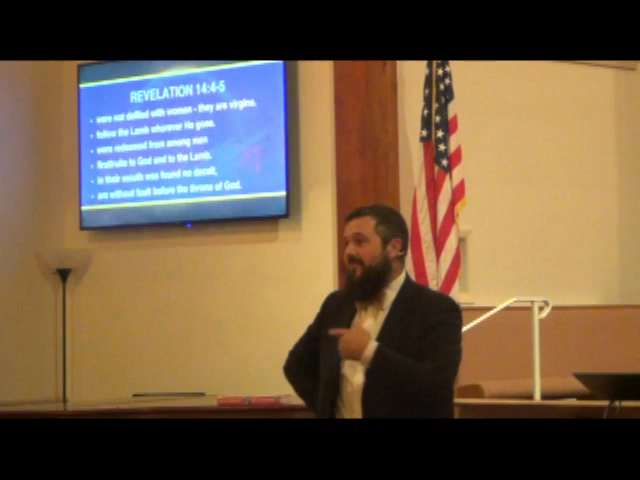 REVELATION 14:4-5
• were not defiled with women - they are virgins.
• follow the Lamb wherever He goes.
• were redeemed from among men
• firstfruits to God and to the Lamb.
• in their mouth was found no deceit,
• are without fault before the throne of God.